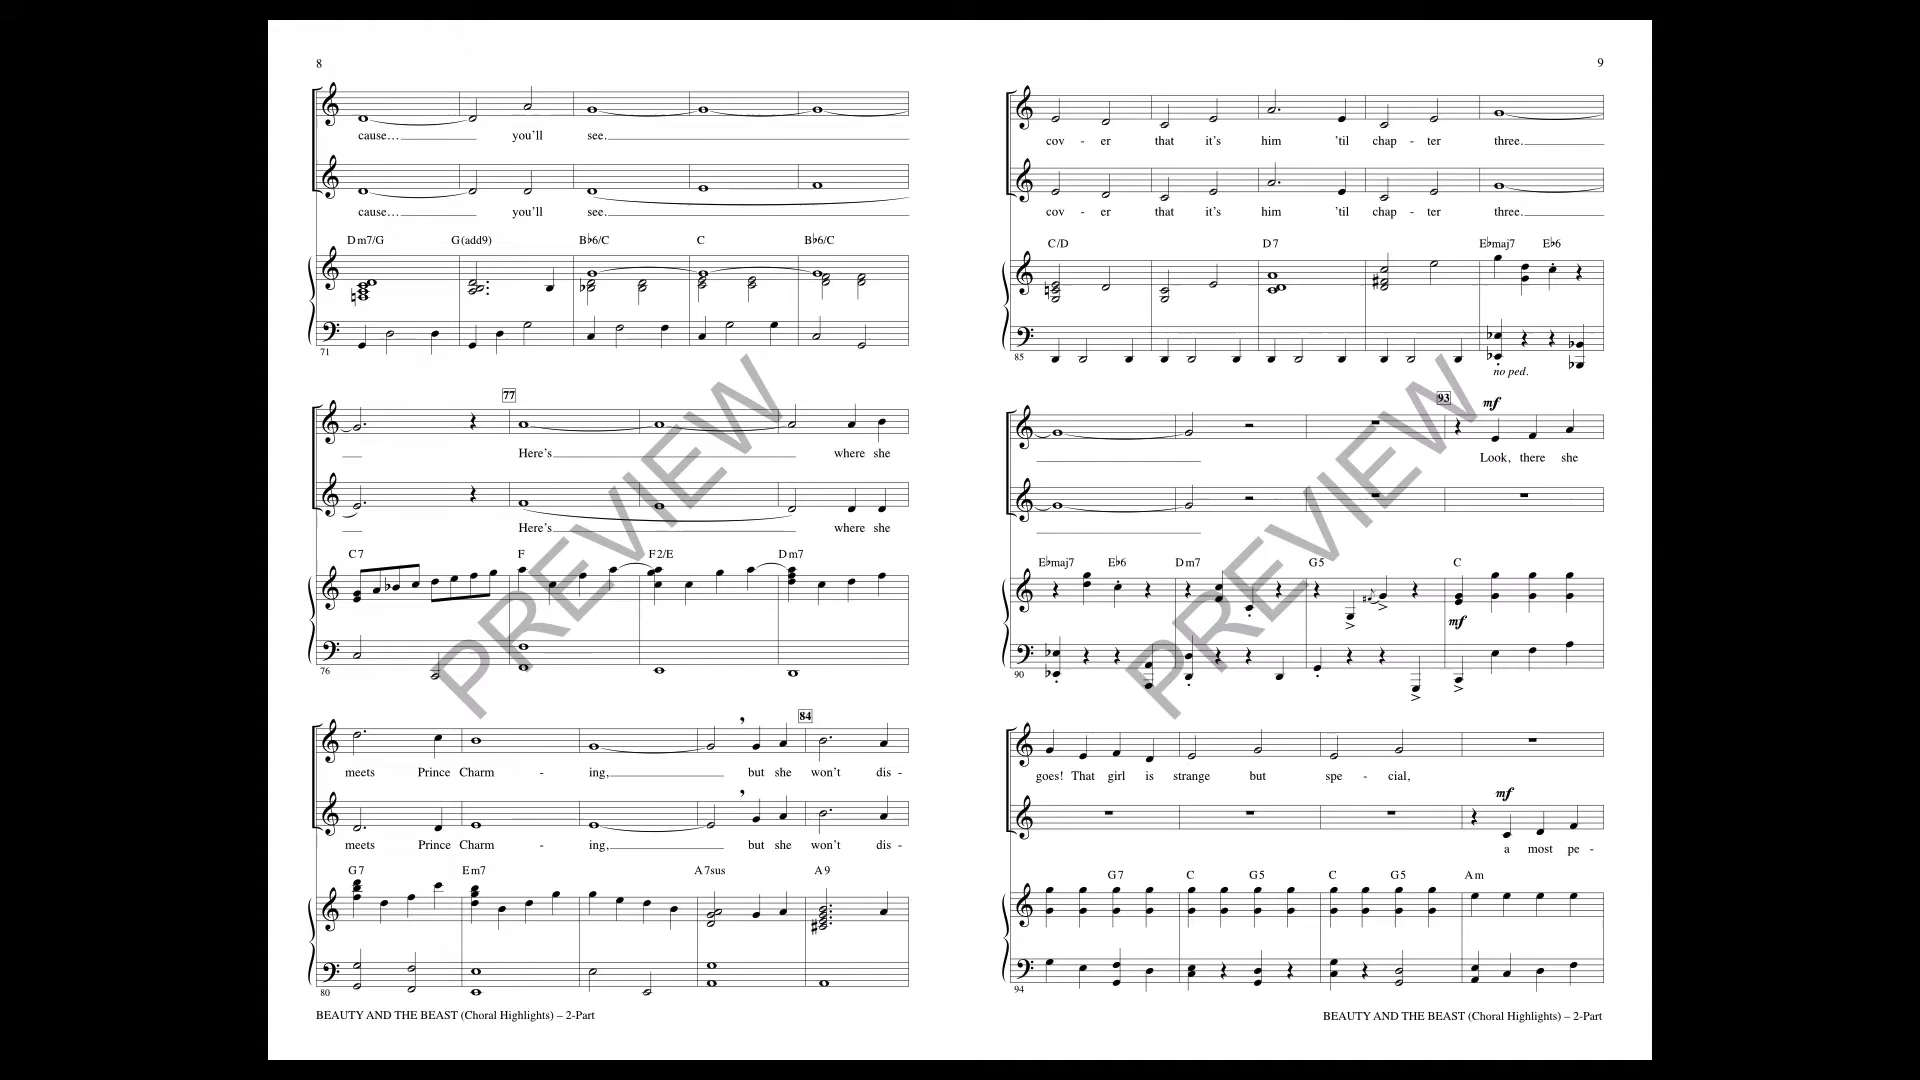 8
cause... you'll see.
cause... you'll see.
Dm7/G G(add9) B♭6/C C B♭6/C
71
77
Here's where she
Here's where she
C7 F F2/E Dm7
76
84
meets Prince Charm - ing, but she won't dis -
meets Prince Charm - ing, but she won't dis -
G7 Em7 A7sus A9
80
BEAUTY AND THE BEAST (Choral Highlights) – 2-Part
PREVIEW
9
cov - er that it's him 'til chap - ter three.
cov - er that it's him 'til chap - ter three.
C/D D7 E♭maj7 E♭6
85
no ped.
93 mf
Look, there she
E♭maj7 E♭6 Dm7 G5 C
mf
90
goes! That girl is strange but spe - cial,
mf
a most pe -
G7 C G5 C G5 Am
94
BEAUTY AND THE BEAST (Choral Highlights) – 2-Part
PREVIEW